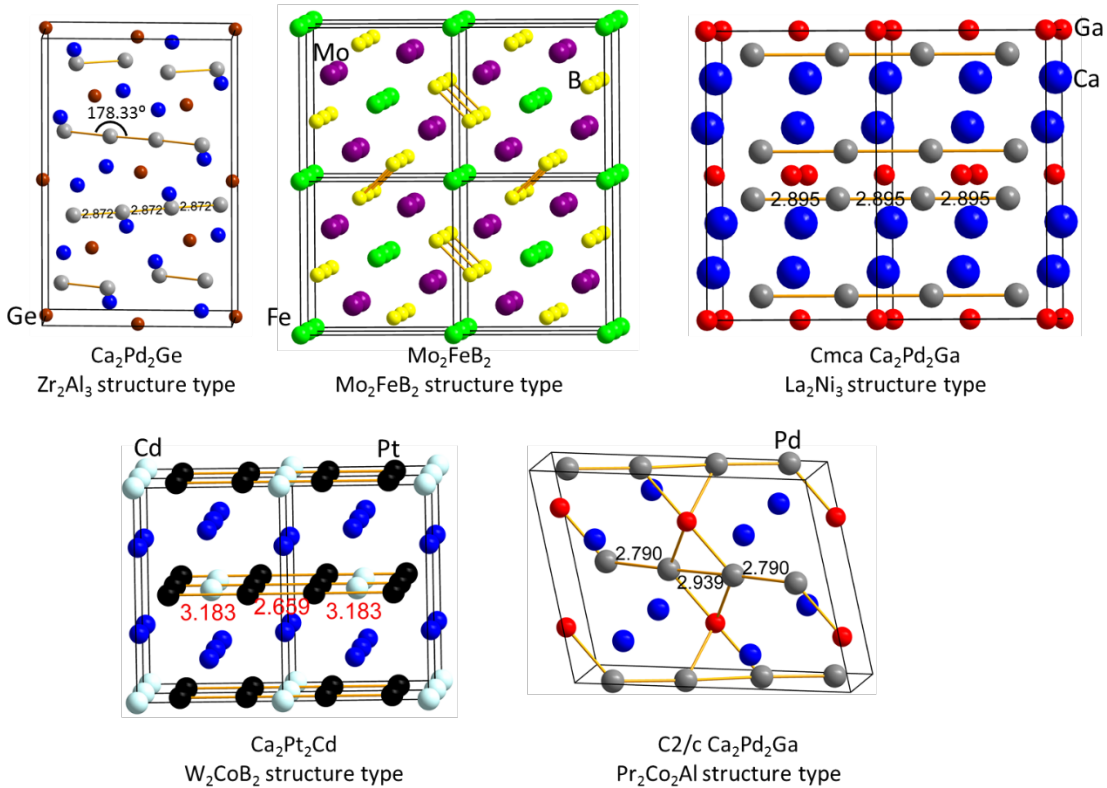 178.33°
2.872 2.872 2.872
Ge
Ca₂Pd₂Ge
Zr₂Al₃ structure type
Mo
B
Fe
Mo₂FeB₂
Mo₂FeB₂ structure type
Ga
Ca
2.895 2.895 2.895
Cmca Ca₂Pd₂Ga
La₂Ni₃ structure type
Cd Pt
3.183 2.659 3.183
Ca₂Pt₂Cd
W₂CoB₂ structure type
Pd
2.790 2.790
2.939
C2/c Ca₂Pd₂Ga
Pr₂Co₂Al structure type